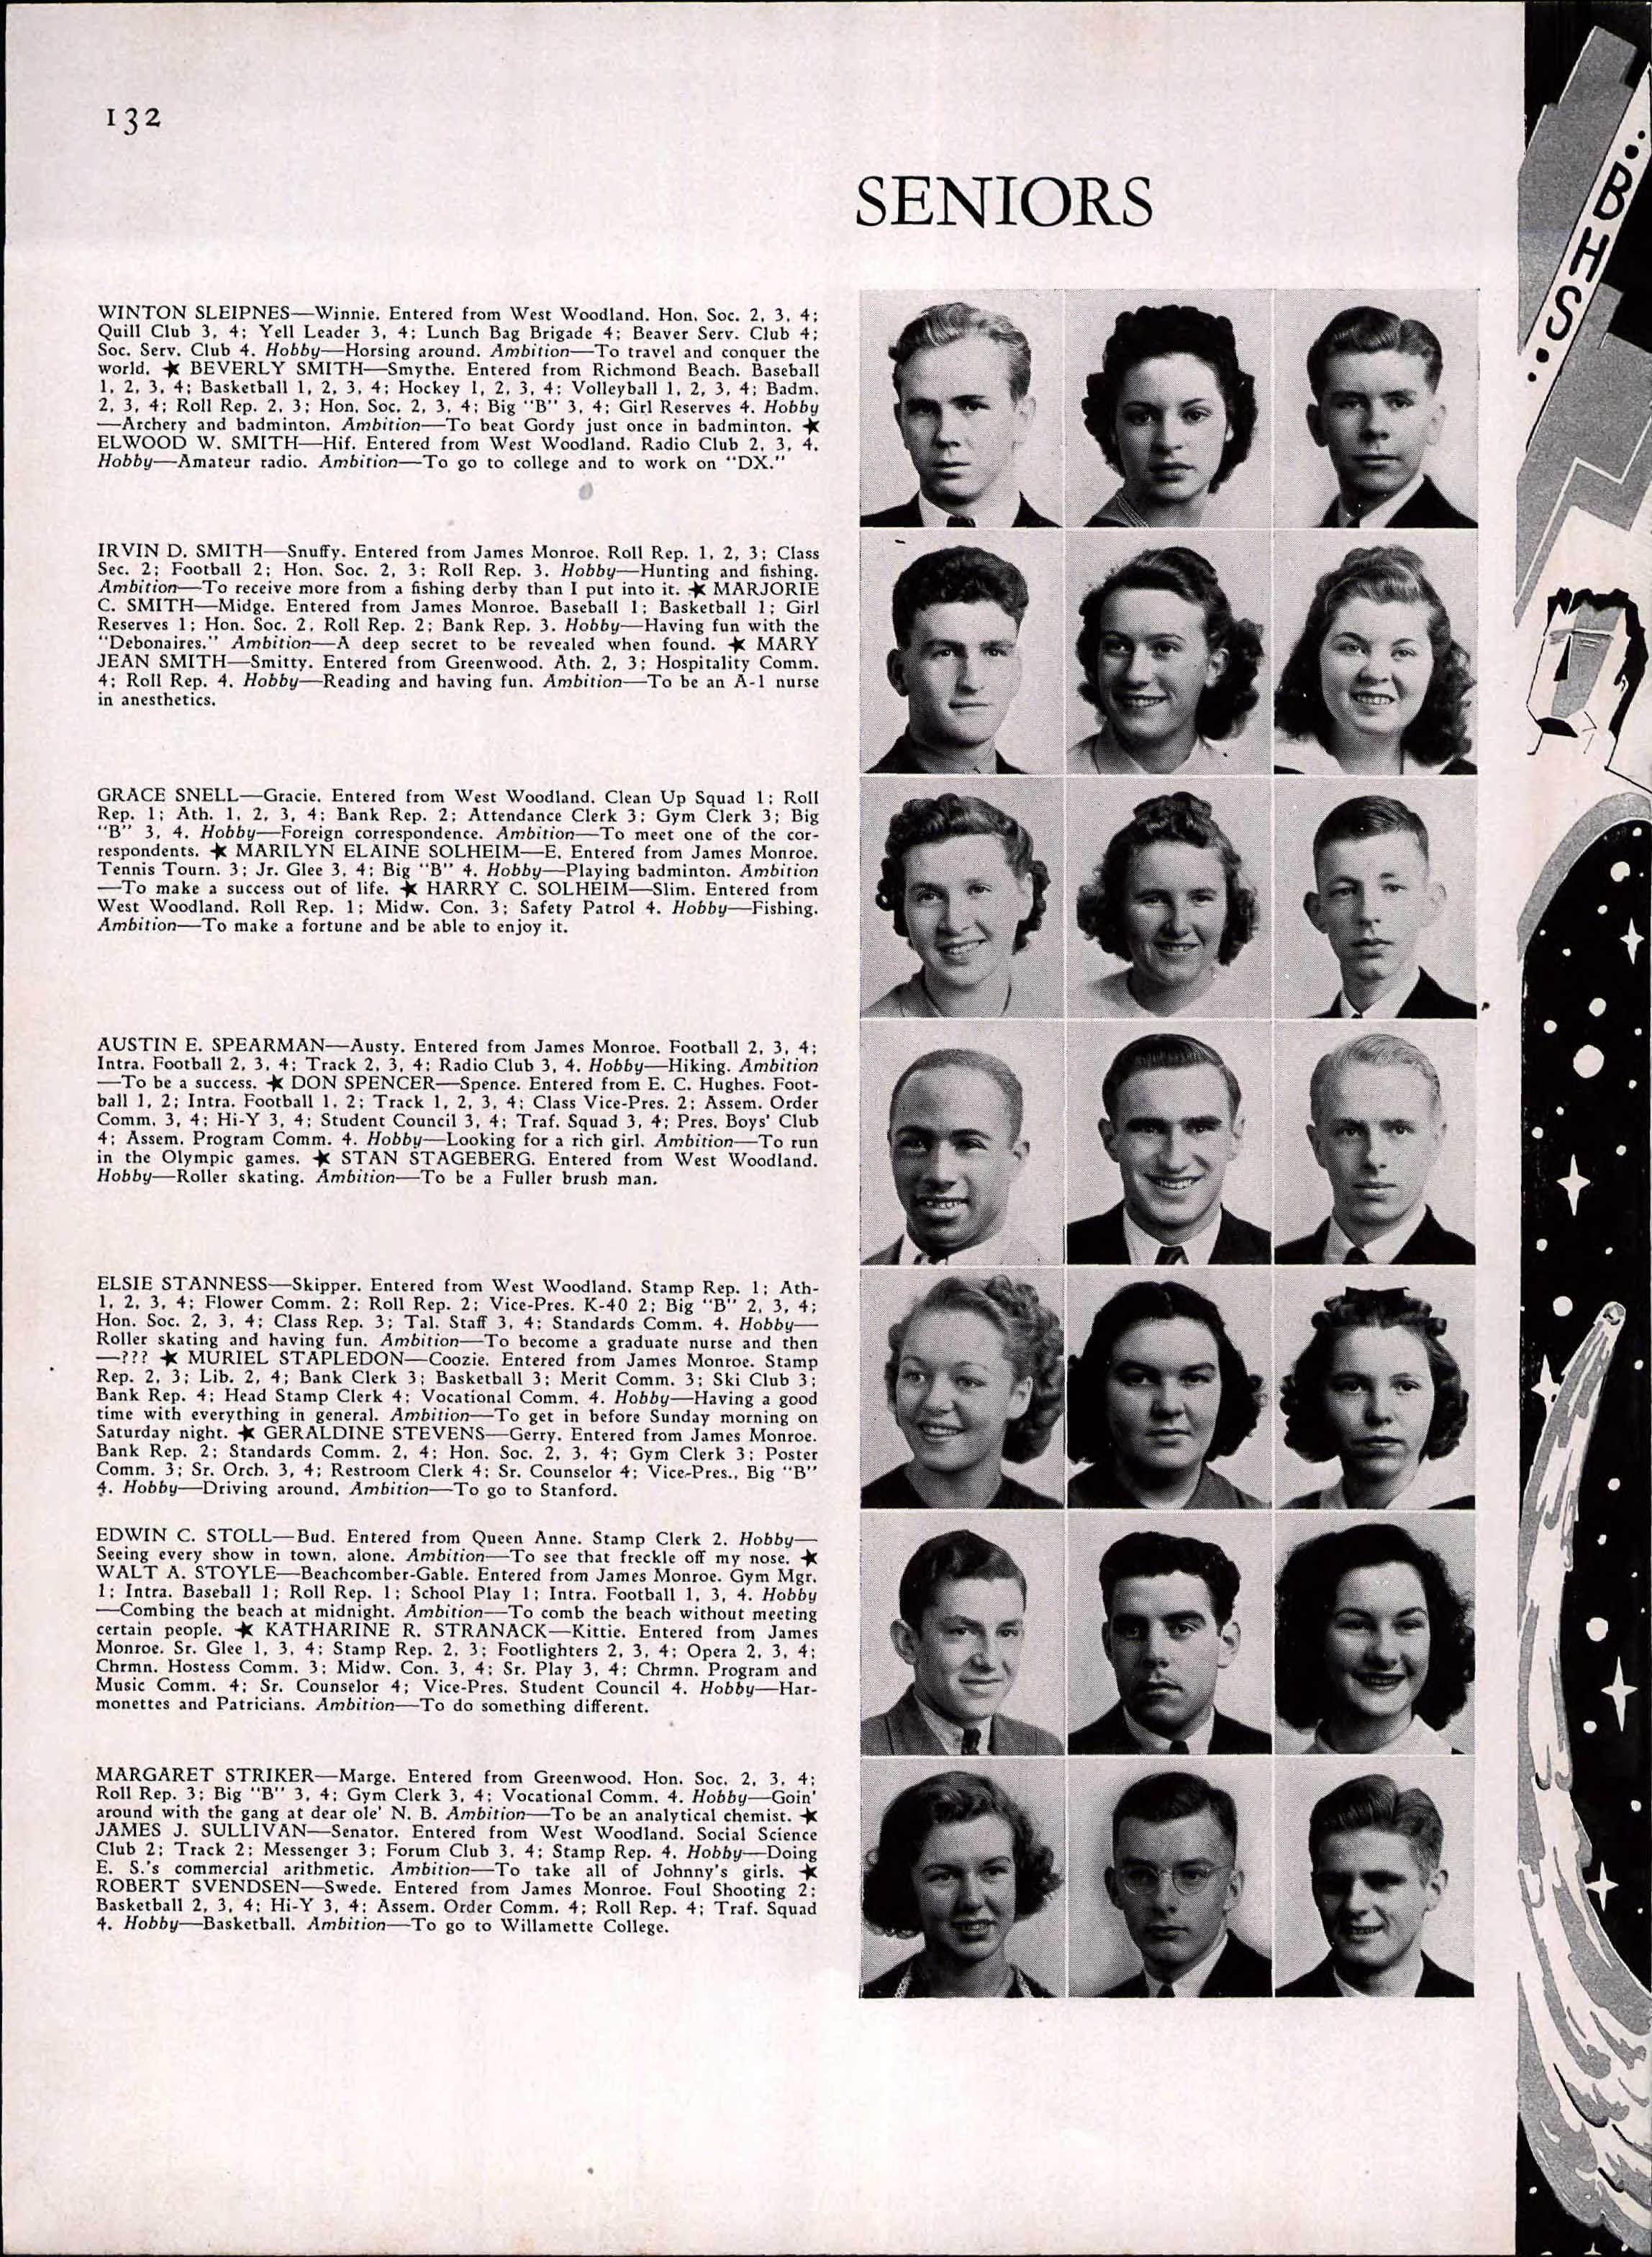 132
SENIORS
WINTON SLEIPNES—Winnie. Entered from West Woodland. Hon. Soc. 2, 3, 4;
Quill Club 3, 4; Yell Leader 3, 4; Lunch Bag Brigade 4; Beaver Serv. Club 4;
Soc. Serv. Club 4. Hobby—Horsing around. Ambition—To travel and conquer the
world. ★ BEVERLY SMITH—Smythe. Entered from Richmond Beach. Baseball
1, 2, 3, 4; Basketball 1, 2, 3, 4; Hockey 1, 2, 3, 4; Volleyball 1, 2, 3, 4; Badm.
2, 3, 4; Roll Rep. 2, 3; Hon. Soc. 2, 3, 4; Big "B" 3, 4; Girl Reserves 4. Hobby
—Archery and badminton. Ambition—To beat Gordy just once in badminton. ★
ELWOOD W. SMITH—Hif. Entered from West Woodland. Radio Club 2, 3, 4.
Hobby—Amateur radio. Ambition—To go to college and to work on "DX."
IRVIN D. SMITH—Snuffy. Entered from James Monroe. Roll Rep. 1, 2, 3; Class
Sec. 2; Football 2; Hon. Soc. 2, 3; Roll Rep. 3. Hobby—Hunting and fishing.
Ambition—To receive more from a fishing derby than I put into it. ★ MARJORIE
C. SMITH—Midge. Entered from James Monroe. Baseball 1; Basketball 1; Girl
Reserves 1; Hon. Soc. 2, Roll Rep. 2; Bank Rep. 3. Hobby—Having fun with the
"Debonaires." Ambition—A deep secret to be revealed when found. ★ MARY
JEAN SMITH—Smitty. Entered from Greenwood. Ath. 2, 3; Hospitality Comm.
4; Roll Rep. 4. Hobby—Reading and having fun. Ambition—To be an A-1 nurse
in anesthetics.
GRACE SNELL—Gracie. Entered from West Woodland. Clean Up Squad 1; Roll
Rep. 1; Ath. 1, 2, 3, 4; Bank Rep. 2; Attendance Clerk 3; Gym Clerk 3; Big
"B" 3, 4. Hobby—Foreign correspondence. Ambition—To meet one of the cor-
respondents. ★ MARILYN ELAINE SOLHEIM—E. Entered from James Monroe.
Tennis Tourn. 3; Jr. Glee 3, 4; Big "B" 4. Hobby—Playing badminton. Ambition
—To make a success out of life. ★ HARRY C. SOLHEIM—Slim. Entered from
West Woodland. Roll Rep. 1; Midw. Con. 3; Safety Patrol 4. Hobby—Fishing.
Ambition—To make a fortune and be able to enjoy it.
AUSTIN E. SPEARMAN—Austy. Entered from James Monroe. Football 2, 3, 4;
Intra. Football 2, 3, 4; Track 2, 3, 4; Radio Club 3, 4. Hobby—Hiking. Ambition
—To be a success. ★ DON SPENCER—Spence. Entered from E. C. Hughes. Foot-
ball 1, 2; Intra. Football 1, 2; Track 1, 2, 3, 4; Class Vice-Pres. 2; Assem. Order
Comm. 3, 4; Hi-Y 3, 4; Student Council 3, 4; Traf. Squad 3, 4; Pres. Boys' Club
4; Assem. Program Comm. 4. Hobby—Looking for a rich girl. Ambition—To run
in the Olympic games. ★ STAN STAGEBERG. Entered from West Woodland.
Hobby—Roller skating. Ambition—To be a Fuller brush man.
ELSIE STANNESS—Skipper. Entered from West Woodland. Stamp Rep. 1; Ath-
1, 2, 3, 4; Flower Comm. 2; Roll Rep. 2; Vice-Pres. K-40 2; Big "B" 2, 3, 4;
Hon. Soc. 2, 3, 4; Class Rep. 3; Tal. Staff 3, 4; Standards Comm. 4. Hobby—
Roller skating and having fun. Ambition—To become a graduate nurse and then
—??? ★ MURIEL STAPLEDON—Coozie. Entered from James Monroe. Stamp
Rep. 2, 3; Lib. 2, 4; Bank Clerk 3; Basketball 3; Merit Comm. 3; Ski Club 3;
Bank Rep. 4; Head Stamp Clerk 4; Vocational Comm. 4. Hobby—Having a good
time with everything in general. Ambition—To get in before Sunday morning on
Saturday night. ★ GERALDINE STEVENS—Gerry. Entered from James Monroe.
Bank Rep. 2; Standards Comm. 2, 4; Hon. Soc. 2, 3, 4; Gym Clerk 3; Poster
Comm. 3; Sr. Orch. 3, 4; Restroom Clerk 4; Sr. Counselor 4; Vice-Pres., Big "B"
4. Hobby—Driving around. Ambition—To go to Stanford.
EDWIN C. STOLL—Bud. Entered from Queen Anne. Stamp Clerk 2. Hobby—
Seeing every show in town, alone. Ambition—To see that freckle off my nose. ★
WALT A. STOYLE—Beachcomber-Gable. Entered from James Monroe. Gym Mgr.
1; Intra. Baseball 1; Roll Rep. 1; School Play 1; Intra. Football 1, 3, 4. Hobby
—Combing the beach at midnight. Ambition—To comb the beach without meeting
certain people. ★ KATHARINE R. STRANACK—Kittie. Entered from James
Monroe. Sr. Glee 1, 3, 4; Stamp Rep. 2, 3; Footlighters 2, 3, 4; Opera 2, 3, 4;
Chrmn. Hostess Comm. 3; Midw. Con. 3, 4; Sr. Play 3, 4; Chrmn. Program and
Music Comm. 4; Sr. Counselor 4; Vice-Pres. Student Council 4. Hobby—Har-
monettes and Patricians. Ambition—To do something different.
MARGARET STRIKER—Marge. Entered from Greenwood. Hon. Soc. 2, 3, 4;
Roll Rep. 3; Big "B" 3, 4; Gym Clerk 3, 4; Vocational Comm. 4. Hobby—Goin'
around with the gang at dear ole' N. B. Ambition—To be an analytical chemist. ★
JAMES J. SULLIVAN—Senator. Entered from West Woodland. Social Science
Club 2; Track 2; Messenger 3; Forum Club 3, 4; Stamp Rep. 4. Hobby—Doing
E. S.'s commercial arithmetic. Ambition—To take all of Johnny's girls. ★
ROBERT SVENDSEN—Swede. Entered from James Monroe. Foul Shooting 2;
Basketball 2, 3, 4; Hi-Y 3, 4; Assem. Order Comm. 4; Roll Rep. 4; Traf. Squad
4. Hobby—Basketball. Ambition—To go to Willamette College.
BHS